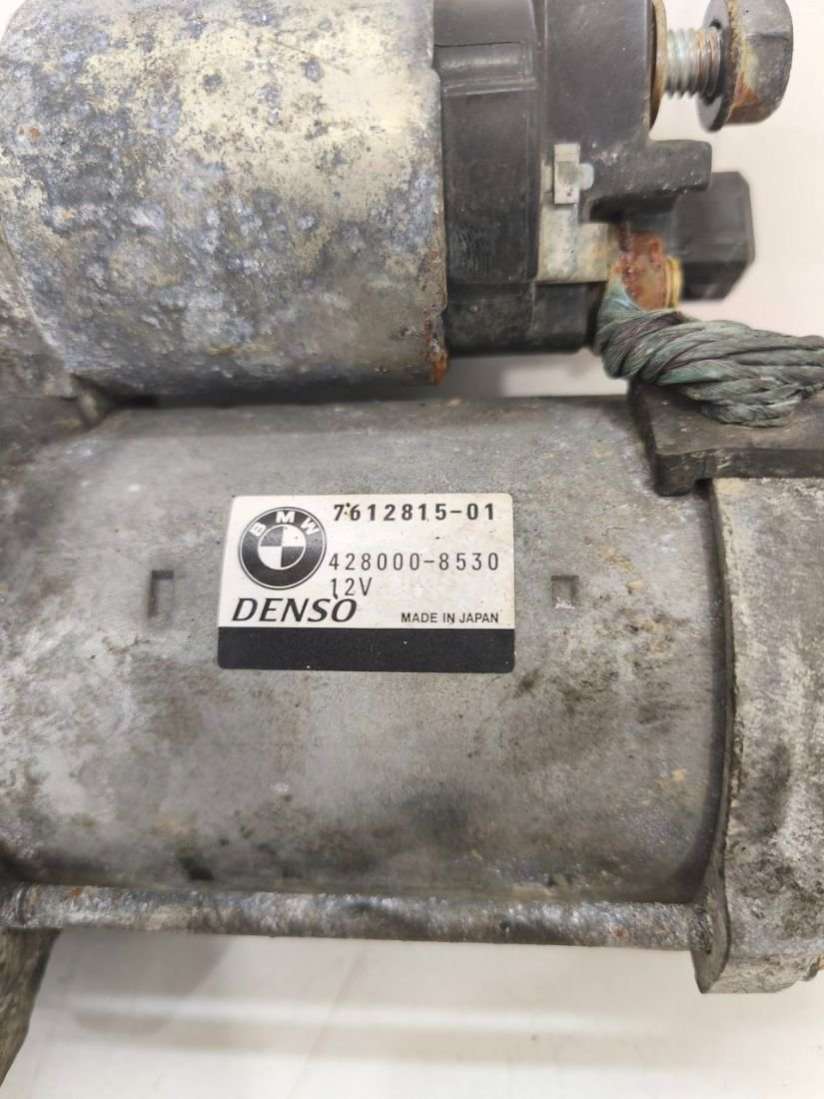 BMW
7612815-01
428000-8530
12V
DENSO
MADE IN JAPAN